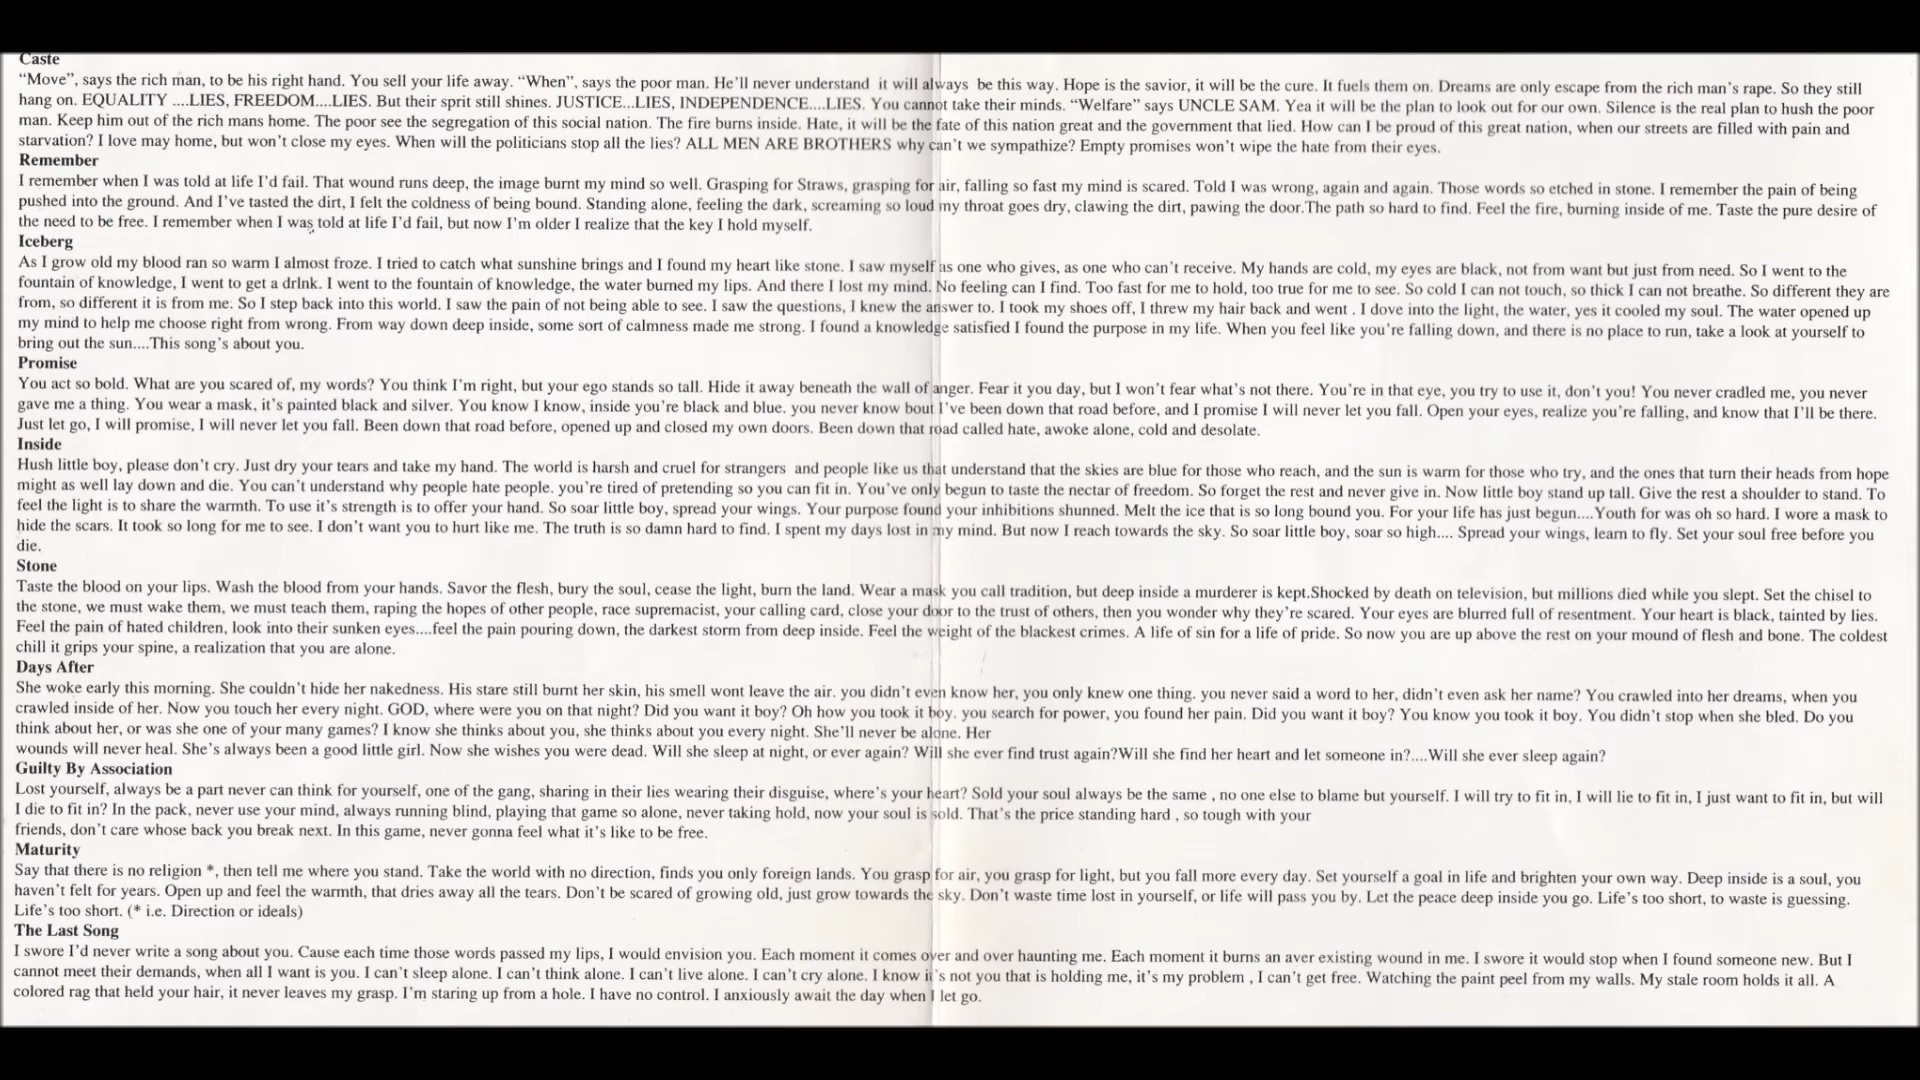 Caste
“Move”, says the rich man, to be his right hand. You sell your life away. “When”, says the poor man. He’ll never understand it will always be this way. Hope is the savior, it will be the cure. It fuels them on. Dreams are only escape from the rich man’s rape. So they still
hang on. EQUALITY ....LIES, FREEDOM....LIES. But their sprit still shines. JUSTICE...LIES, INDEPENDENCE....LIES. You cannot take their minds. “Welfare” says UNCLE SAM. Yea it will be the plan to look out for our own. Silence is the real plan to hush the poor
man. Keep him out of the rich mans home. The poor see the segregation of this social nation. The fire burns inside. Hate, it will be the fate of this nation great and the government that lied. How can I be proud of this great nation, when our streets are filled with pain and
starvation? I love may home, but won’t close my eyes. When will the politicians stop all the lies? ALL MEN ARE BROTHERS why can’t we sympathize? Empty promises won’t wipe the hate from their eyes.
Remember
I remember when I was told at life I’d fail. That wound runs deep, the image burnt my mind so well. Grasping for Straws, grasping for air, falling so fast my mind is scared. Told I was wrong, again and again. Those words so etched in stone. I remember the pain of being
pushed into the ground. And I’ve tasted the dirt, I felt the coldness of being bound. Standing alone, feeling the dark, screaming so loud my throat goes dry, clawing the dirt, pawing the door.The path so hard to find. Feel the fire, burning inside of me. Taste the pure desire of
the need to be free. I remember when I was told at life I’d fail, but now I’m older I realize that the key I hold myself.
Iceberg
As I grow old my blood ran so warm I almost froze. I tried to catch what sunshine brings and I found my heart like stone. I saw myself as one who gives, as one who can’t receive. My hands are cold, my eyes are black, not from want but just from need. So I went to the
fountain of knowledge, I went to get a drInk. I went to the fountain of knowledge, the water burned my lips. And there I lost my mind. No feeling can I find. Too fast for me to hold, too true for me to see. So cold I can not touch, so thick I can not breathe. So different they are
from, so different it is from me. So I step back into this world. I saw the pain of not being able to see. I saw the questions, I knew the answer to. I took my shoes off, I threw my hair back and went . I dove into the light, the water, yes it cooled my soul. The water opened up
my mind to help me choose right from wrong. From way down deep inside, some sort of calmness made me strong. I found a knowledge satisfied I found the purpose in my life. When you feel like you’re falling down, and there is no place to run, take a look at yourself to
bring out the sun....This song’s about you.
Promise
You act so bold. What are you scared of, my words? You think I’m right, but your ego stands so tall. Hide it away beneath the wall of anger. Fear it you day, but I won’t fear what’s not there. You’re in that eye, you try to use it, don’t you! You never cradled me, you never
gave me a thing. You wear a mask, it’s painted black and silver. You know I know, inside you’re black and blue. you never know bout I’ve been down that road before, and I promise I will never let you fall. Open your eyes, realize you’re falling, and know that I’ll be there.
Just let go, I will promise, I will never let you fall. Been down that road before, opened up and closed my own doors. Been down that road called hate, awoke alone, cold and desolate.
Inside
Hush little boy, please don’t cry. Just dry your tears and take my hand. The world is harsh and cruel for strangers and people like us that understand that the skies are blue for those who reach, and the sun is warm for those who try, and the ones that turn their heads from hope
might as well lay down and die. You can’t understand why people hate people. you’re tired of pretending so you can fit in. You’ve only begun to taste the nectar of freedom. So forget the rest and never give in. Now little boy stand up tall. Give the rest a shoulder to stand. To
feel the light is to share the warmth. To use it’s strength is to offer your hand. So soar little boy, spread your wings. Your purpose found your inhibitions shunned. Melt the ice that is so long bound you. For your life has just begun....Youth for was oh so hard. I wore a mask to
hide the scars. It took so long for me to see. I don’t want you to hurt like me. The truth is so damn hard to find. I spent my days lost in my mind. But now I reach towards the sky. So soar little boy, soar so high.... Spread your wings, learn to fly. Set your soul free before you
die.
Stone
Taste the blood on your lips. Wash the blood from your hands. Savor the flesh, bury the soul, cease the light, burn the land. Wear a mask you call tradition, but deep inside a murderer is kept.Shocked by death on television, but millions died while you slept. Set the chisel to
the stone, we must wake them, we must teach them, raping the hopes of other people, race supremacist, your calling card, close your door to the trust of others, then you wonder why they’re scared. Your eyes are blurred full of resentment. Your heart is black, tainted by lies.
Feel the pain of hated children, look into their sunken eyes....feel the pain pouring down, the darkest storm from deep inside. Feel the weight of the blackest crimes. A life of sin for a life of pride. So now you are up above the rest on your mound of flesh and bone. The coldest
chill it grips your spine, a realization that you are alone.
Days After
She woke early this morning. She couldn’t hide her nakedness. His stare still burnt her skin, his smell wont leave the air. you didn’t even know her, you only knew one thing. you never said a word to her, didn’t even ask her name? You crawled into her dreams, when you
crawled inside of her. Now you touch her every night. GOD, where were you on that night? Did you want it boy? Oh how you took it boy. you search for power, you found her pain. Did you want it boy? You know you took it boy. You didn’t stop when she bled. Do you
think about her, or was she one of your many games? I know she thinks about you, she thinks about you every night. She’ll never be alone. Her
wounds will never heal. She’s always been a good little girl. Now she wishes you were dead. Will she sleep at night, or ever again? Will she ever find trust again?Will she find her heart and let someone in?....Will she ever sleep again?
Guilty By Association
Lost yourself, always be a part never can think for yourself, one of the gang, sharing in their lies wearing their disguise, where’s your heart? Sold your soul always be the same , no one else to blame but yourself. I will try to fit in, I will lie to fit in, I just want to fit in, but will
I die to fit in? In the pack, never use your mind, always running blind, playing that game so alone, never taking hold, now your soul is sold. That’s the price standing hard , so tough with your
friends, don’t care whose back you break next. In this game, never gonna feel what it’s like to be free.
Maturity
Say that there is no religion *, then tell me where you stand. Take the world with no direction, finds you only foreign lands. You grasp for air, you grasp for light, but you fall more every day. Set yourself a goal in life and brighten your own way. Deep inside is a soul, you
haven’t felt for years. Open up and feel the warmth, that dries away all the tears. Don’t be scared of growing old, just grow towards the sky. Don’t waste time lost in yourself, or life will pass you by. Let the peace deep inside you go. Life’s too short, to waste is guessing.
Life’s too short. (* i.e. Direction or ideals)
The Last Song
I swore I’d never write a song about you. Cause each time those words passed my lips, I would envision you. Each moment it comes over and over haunting me. Each moment it burns an aver existing wound in me. I swore it would stop when I found someone new. But I
cannot meet their demands, when all I want is you. I can’t sleep alone. I can’t think alone. I can’t live alone. I can’t cry alone. I know it’s not you that is holding me, it’s my problem , I can’t get free. Watching the paint peel from my walls. My stale room holds it all. A
colored rag that held your hair, it never leaves my grasp. I’m staring up from a hole. I have no control. I anxiously await the day when I let go.